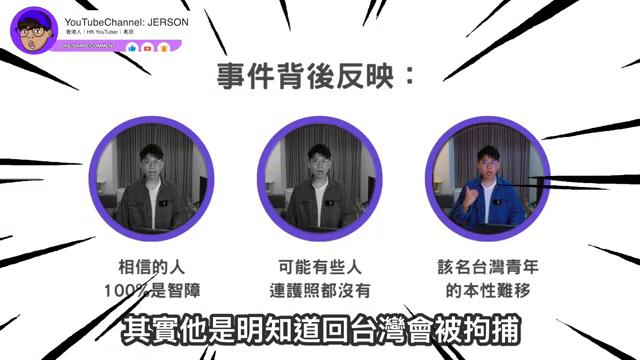 YouTubeChannel: JERSON
香港人｜HK YouTuber｜粵語
LIKE/SHARE/COMMENT
事件背後反映：
相信的人
100%是智障
可能有些人
連護照都沒有
該名台灣青年
的本性難移
其實他是明知道回台灣會被拘捕